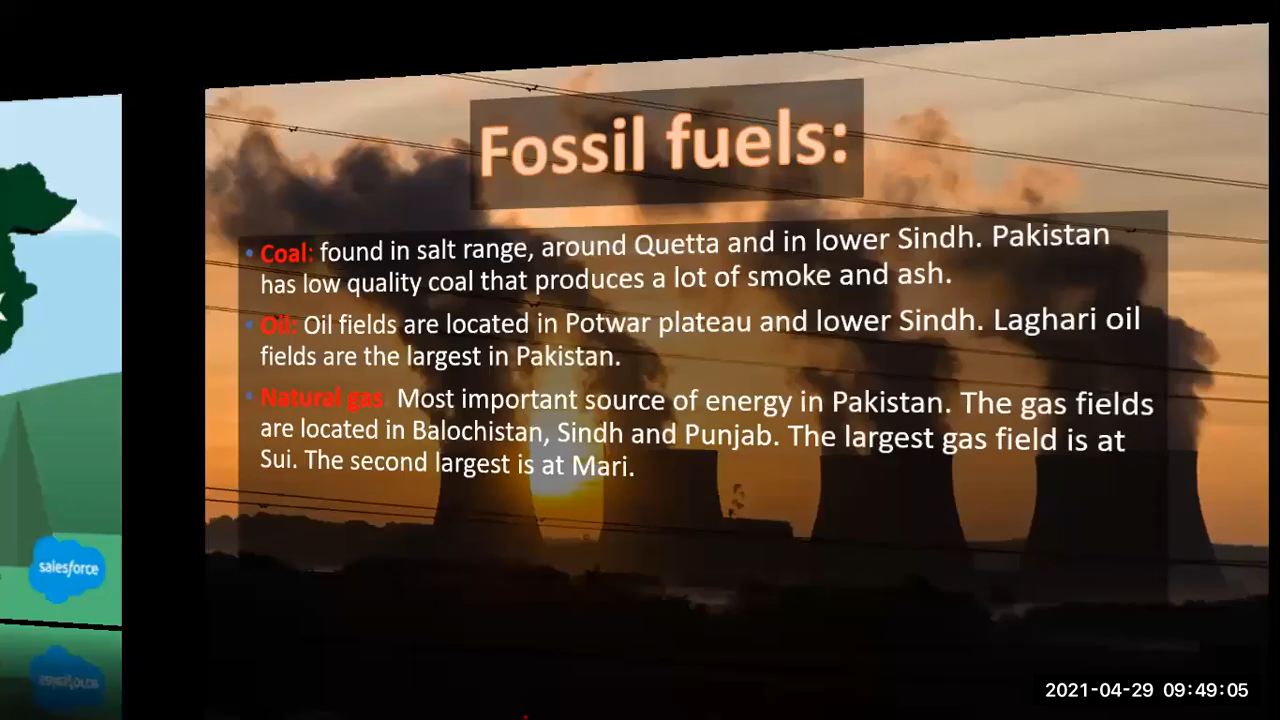 Fossil fuels:
• Coal: found in salt range, around Quetta and in lower Sindh. Pakistan
has low quality coal that produces a lot of smoke and ash.
• Oil: Oil fields are located in Potwar plateau and lower Sindh. Laghari oil
fields are the largest in Pakistan.
• Natural gas: Most important source of energy in Pakistan. The gas fields
are located in Balochistan, Sindh and Punjab. The largest gas field is at
Sui. The second largest is at Mari.
salesforce
2021-04-29 09:49:05